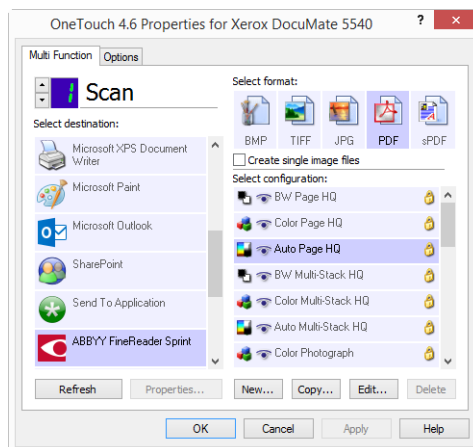 OneTouch 4.6 Properties for Xerox DocuMate 5540
?
×
Multi Function
Options
1 Scan
Select destination:
Microsoft XPS Document
Writer
Microsoft Paint
Microsoft Outlook
SharePoint
Send To Application
ABBYY FineReader Sprint
Refresh
Properties...
Select format:
BMP
TIFF
JPG
PDF
sPDF
Create single image files
Select configuration:
BW Page HQ
Color Page HQ
Auto Page HQ
BW Multi-Stack HQ
Color Multi-Stack HQ
Auto Multi-Stack HQ
Color Photograph
New...
Copy...
Edit...
Delete
OK
Cancel
Apply
Help